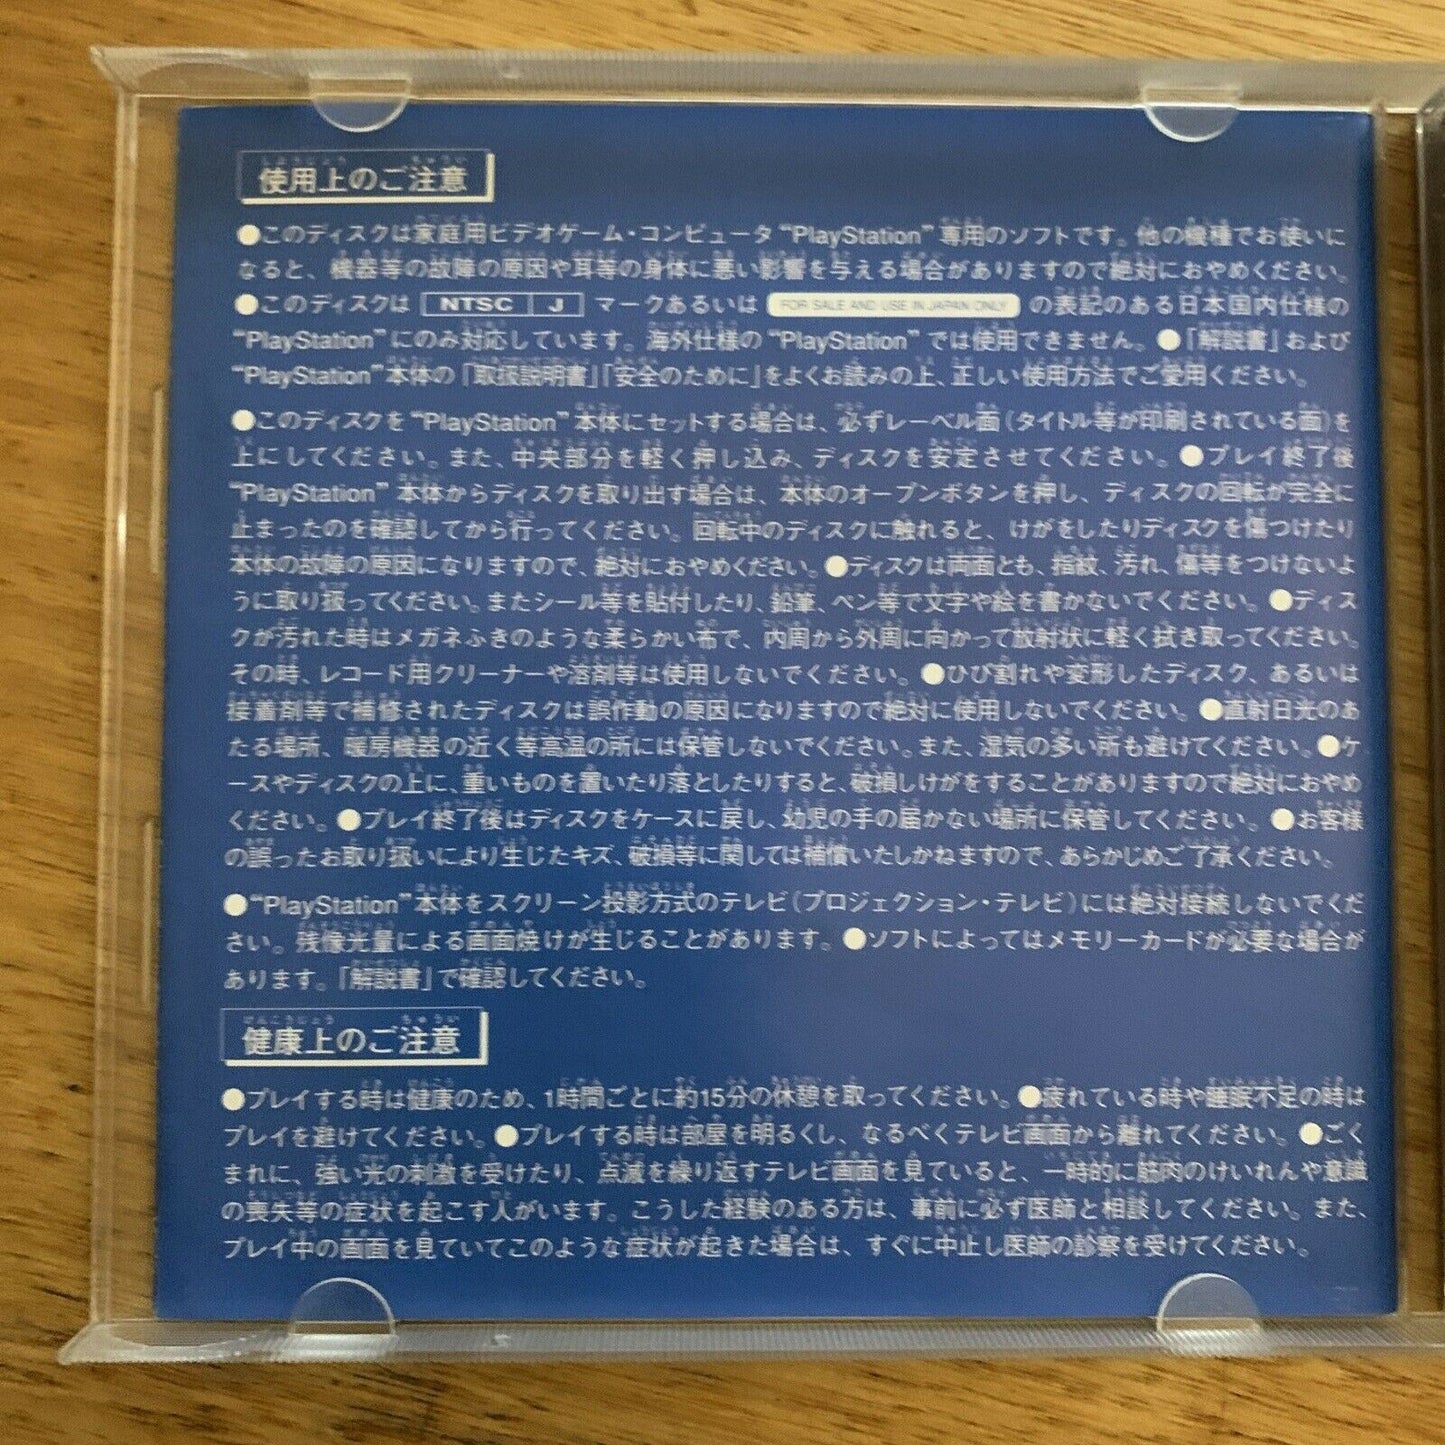 使用上のご注意
●このディスクは家庭用ビデオゲーム・コンピュータ“PlayStation”専用のソフトです。他の機種でお使いに
なると、機器等の故障の原因や耳等の身体に悪い影響を与える場合がありますので絶対におやめください。
●このディスクは NTSC J マークあるいは FOR SALE AND USE IN JAPAN ONLY の表記のある日本国内仕様の
“PlayStation”にのみ対応しています。海外仕様の“PlayStation”では使用できません。●「解説書」および
“PlayStation”本体の「取扱説明書」「安全のために」をよくお読みの上、正しい使用方法でご愛用ください。
●このディスクを“PlayStation”本体にセットする場合は、必ずレーベル面(タイトル等が印刷されている面)を
上にしてください。また、中央部分を軽く押し込み、ディスクを安定させてください。●プレイ終了後
“PlayStation”本体からディスクを取り出す場合は、本体のオープンボタンを押し、ディスクの回転が完全に
止まったのを確認してから行ってください。回転中のディスクに触れると、けがをしたりディスクを傷つけたり
本体の故障の原因になりますので、絶対におやめください。●ディスクは両面とも、指紋、汚れ、傷等をつけないよ
うに取り扱ってください。またシール等を貼付したり、鉛筆、ペン等で文字や絵を書かないでください。●ディス
クが汚れた時はメガネふきのような柔らかい布で、内周から外周に向かって放射状に軽く拭き取ってください。
その時、レコード用クリーナーや溶剤等は使用しないでください。●ひび割れや変形したディスク、あるいは
接着剤等で補修されたディスクは誤作動の原因になりますので絶対に使用しないでください。●直射日光のあ
たる場所、暖房機器の近く等高温の所には保管しないでください。また、湿気の多い所も避けてください。●ケ
ースやディスクの上に、重いものを置いたり落としたりすると、破損しけがをすることがありますので絶対におやめ
ください。●プレイ終了後はディスクをケースに戻し、幼児の手の届かない場所に保管してください。●お客様
の誤ったお取り扱いにより生じたキズ、破損等に関しては補償いたしかねますので、あらかじめご了承ください。
●“PlayStation”本体をスクリーン投影方式のテレビ(プロジェクション・テレビ)には絶対接続しないでくだ
さい。残像光量による画面焼けが生じることがあります。●ソフトによってはメモリーカードが必要な場合が
あります。「解説書」で確認してください。
健康上のご注意
●プレイする時は健康のため、1時間ごとに約15分の休憩を取ってください。●疲れている時や睡眠不足の時は
プレイを避けてください。●プレイする時は部屋を明るくし、なるべくテレビ画面から離れてください。●ごく
まれに、強い光の刺激を受けたり、点滅を繰り返すテレビ画面を見ていると、一時的に筋肉のけいれんや意識
の喪失等の症状を起こす人がいます。こうした経験のある方は、事前に必ず医師と相談してください。また、
プレイ中の画面を見ていてこのような症状が起きた場合は、すぐに中止し医師の診察を受けてください。